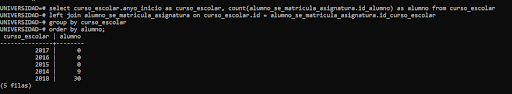 UNIVERSIDAD=# select curso_escolar.anyo_inicio as curso_escolar, count(alumno_se_matricula_asignatura.id_alumno) as alumno from curso_escolar
UNIVERSIDAD-# left join alumno_se_matricula_asignatura on curso_escolar.id = alumno_se_matricula_asignatura.id_curso_escolar
UNIVERSIDAD-# group by curso_escolar
UNIVERSIDAD-# order by alumno;
curso_escolar | alumno
---------------+--------
2017 | 0
2016 | 0
2015 | 0
2014 | 9
2018 | 30
(5 filas)